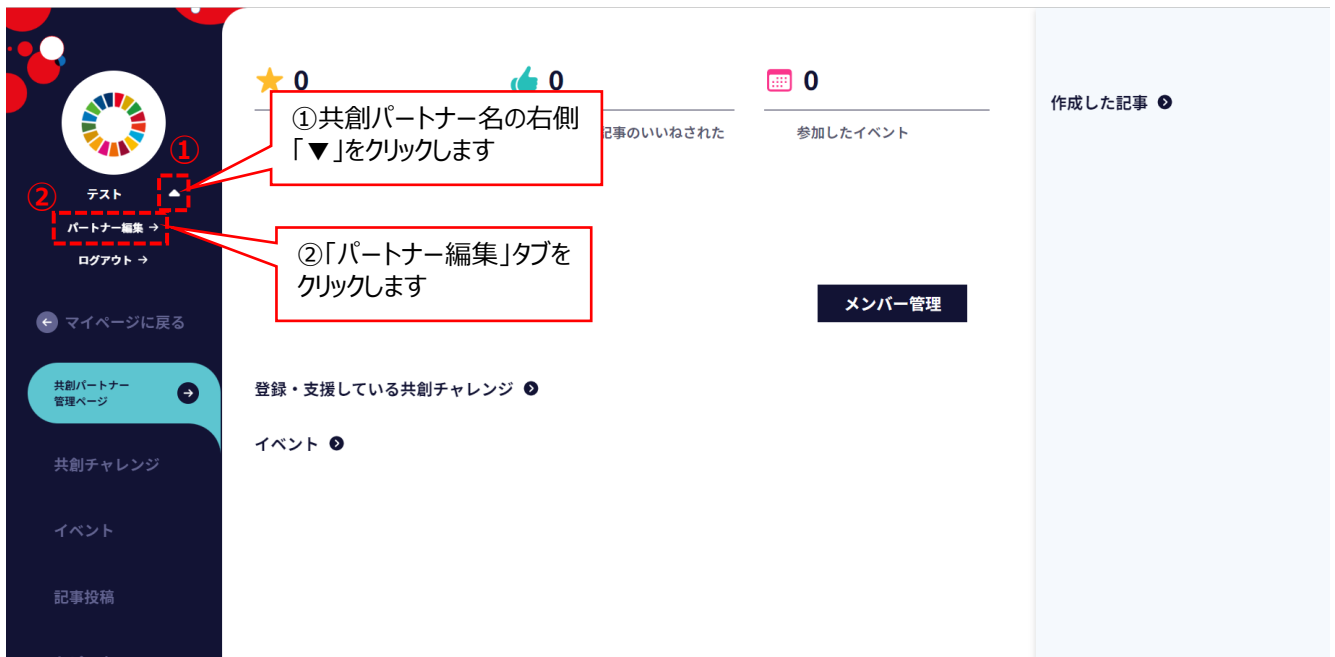 0
0
0
①共創パートナー名の右側
「▼」をクリックします
記事のいいねされた
参加したイベント
作成した記事
①
②
テスト
パートナー編集 →
ログアウト →
②「パートナー編集」タブを
クリックします
メンバー管理
マイページに戻る
共創パートナー
管理ページ
登録・支援している共創チャレンジ
イベント
共創チャレンジ
イベント
記事投稿